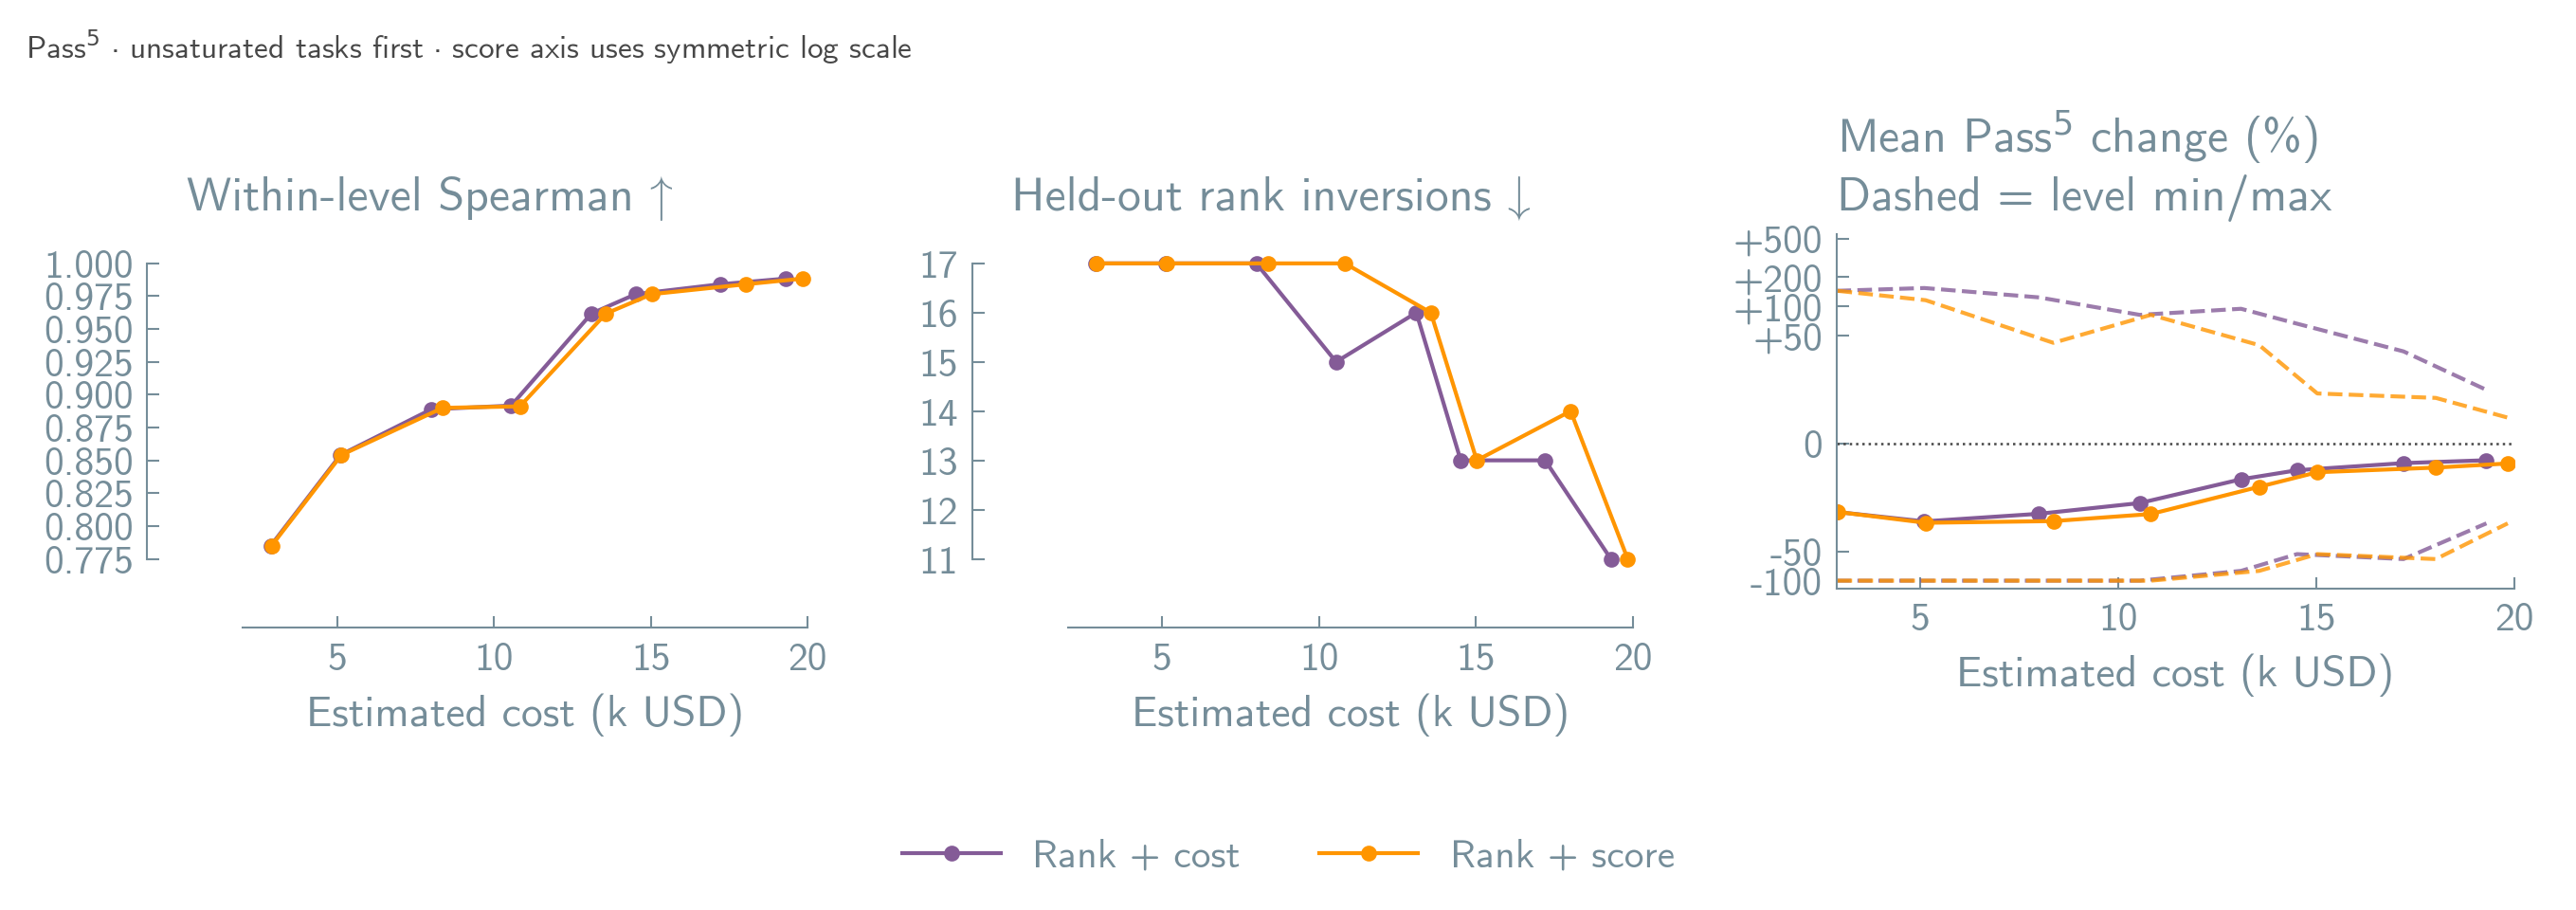 Pass⁵ · unsaturated tasks first · score axis uses symmetric log scale
Within-level Spearman ↑
1.000
0.975
0.950
0.925
0.900
0.875
0.850
0.825
0.800
0.775
5 10 15 20
Estimated cost (k USD)
Held-out rank inversions ↓
17
16
15
14
13
12
11
5 10 15 20
Estimated cost (k USD)
Mean Pass⁵ change (%)
Dashed = level min/max
+500
+200
+100
+50
0
-50
-100
5 10 15 20
Estimated cost (k USD)
Rank + cost
Rank + score